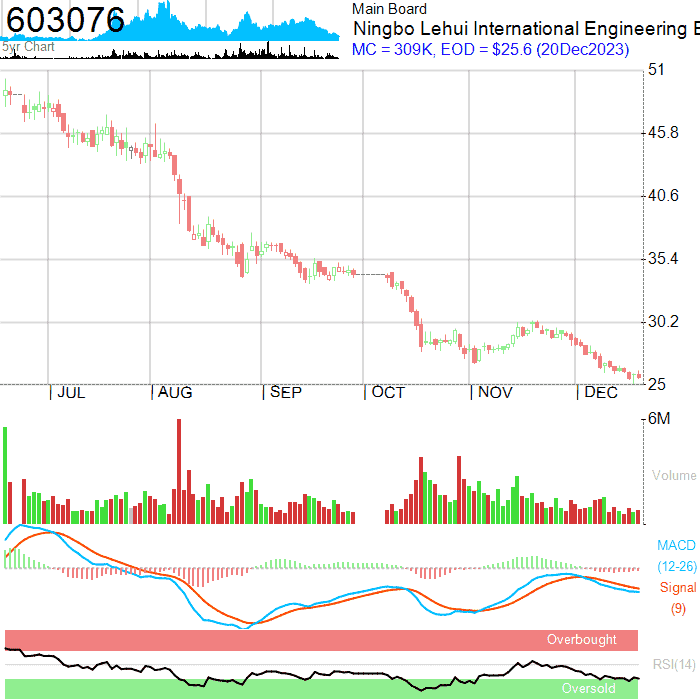 603076
5yr Chart
Main Board
Ningbo Lehui International Engineering E
MC = 309K, EOD = $25.6 (20Dec2023)
51
45.8
40.6
35.4
30.2
25
JUL AUG SEP OCT NOV DEC
6M
Volume
MACD
(12-26)
Signal
(9)
Overbought
RSI(14)
Oversold